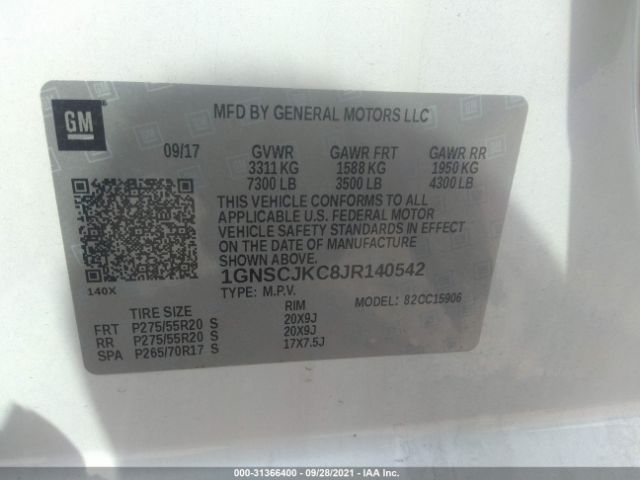 GM
MFD BY GENERAL MOTORS LLC
09/17 GVWR GAWR FRT GAWR RR
3311 KG 1588 KG 1950 KG
7300 LB 3500 LB 4300 LB
THIS VEHICLE CONFORMS TO ALL
APPLICABLE U.S. FEDERAL MOTOR
VEHICLE SAFETY STANDARDS IN EFFECT
ON THE DATE OF MANUFACTURE
SHOWN ABOVE.
1GNSCJKC8JR140542
140X
TYPE: M.P.V. MODEL: 82CC15906
TIRE SIZE RIM
FRT P275/55R20 S 20X9J
RR P275/55R20 S 20X9J
SPA P265/70R17 S 17X7.5J
000-31366400 - 09/28/2021 - IAA Inc.